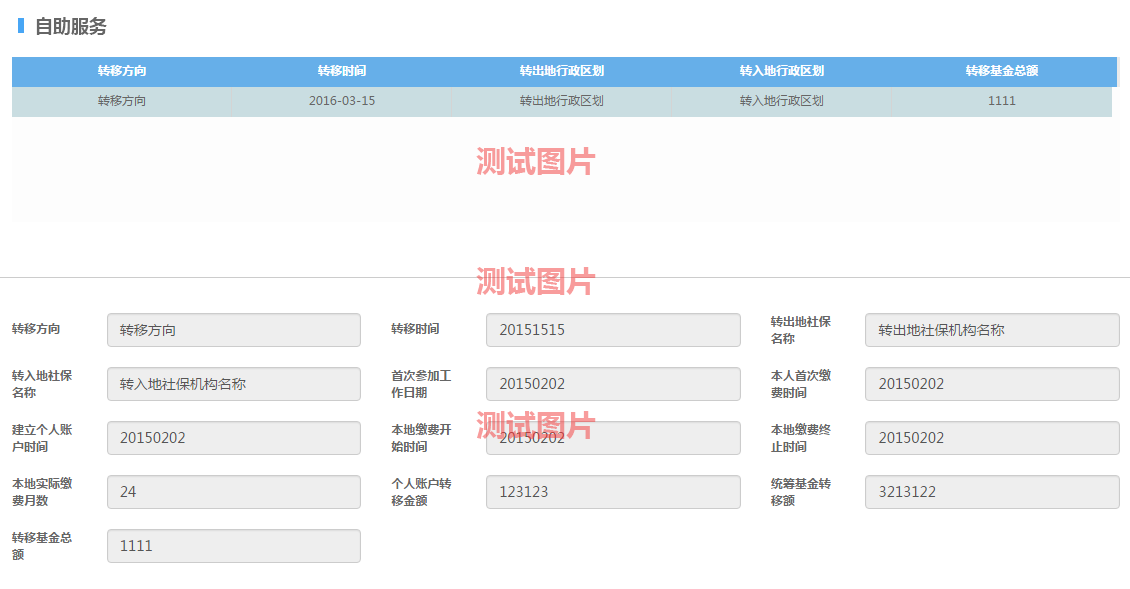 自助服务
转移方向 转移时间 转出地行政区划 转入地行政区划 转移基金总额
转移方向 2016-03-15 转出地行政区划 转入地行政区划 1111
测试图片
测试图片
转移方向 转移方向 转移时间 20151515 转出地社保
名称 转出地社保机构名称
转入地社保
名称 转入地社保机构名称 首次参加工
作日期 20150202 本人首次缴
费时间 20150202
测试图片
建立个人账
户时间 20150202 本地缴费开
始时间 20150202 本地缴费终
止时间 20150202
本地实际缴
费月数 24 个人账户转
移金额 123123 统筹基金转
移额 3213122
转移基金总
额 1111